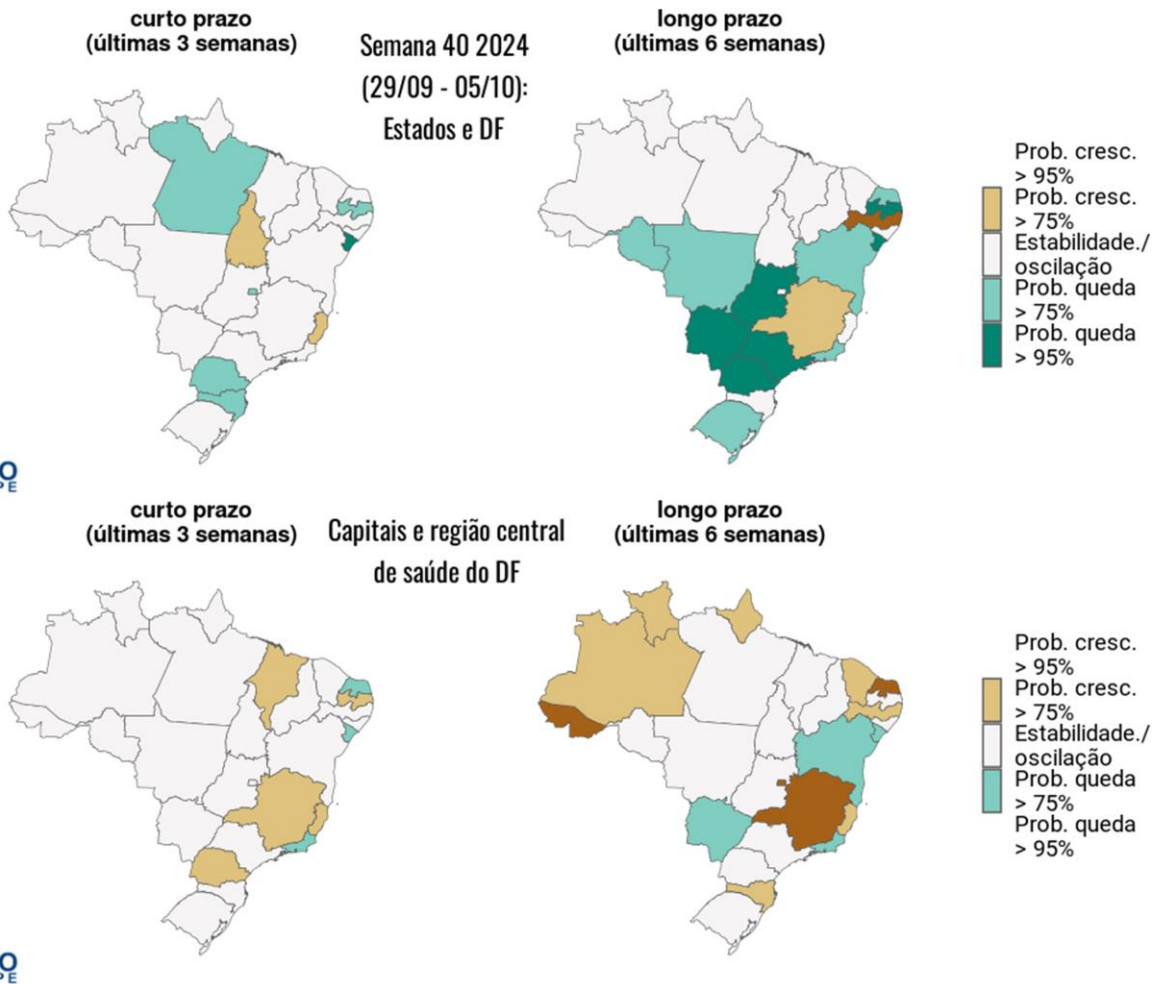 curto prazo
(últimas 3 semanas)
Semana 40 2024
(29/09 - 05/10):
Estados e DF
longo prazo
(últimas 6 semanas)
Prob. cresc.
> 95%
Prob. cresc.
> 75%
Estabilidade./
oscilação
Prob. queda
> 75%
Prob. queda
> 95%
O
PE
curto prazo
(últimas 3 semanas)
Capitais e região central
de saúde do DF
longo prazo
(últimas 6 semanas)
Prob. cresc.
> 95%
Prob. cresc.
> 75%
Estabilidade./
oscilação
Prob. queda
> 75%
Prob. queda
> 95%
O
PE